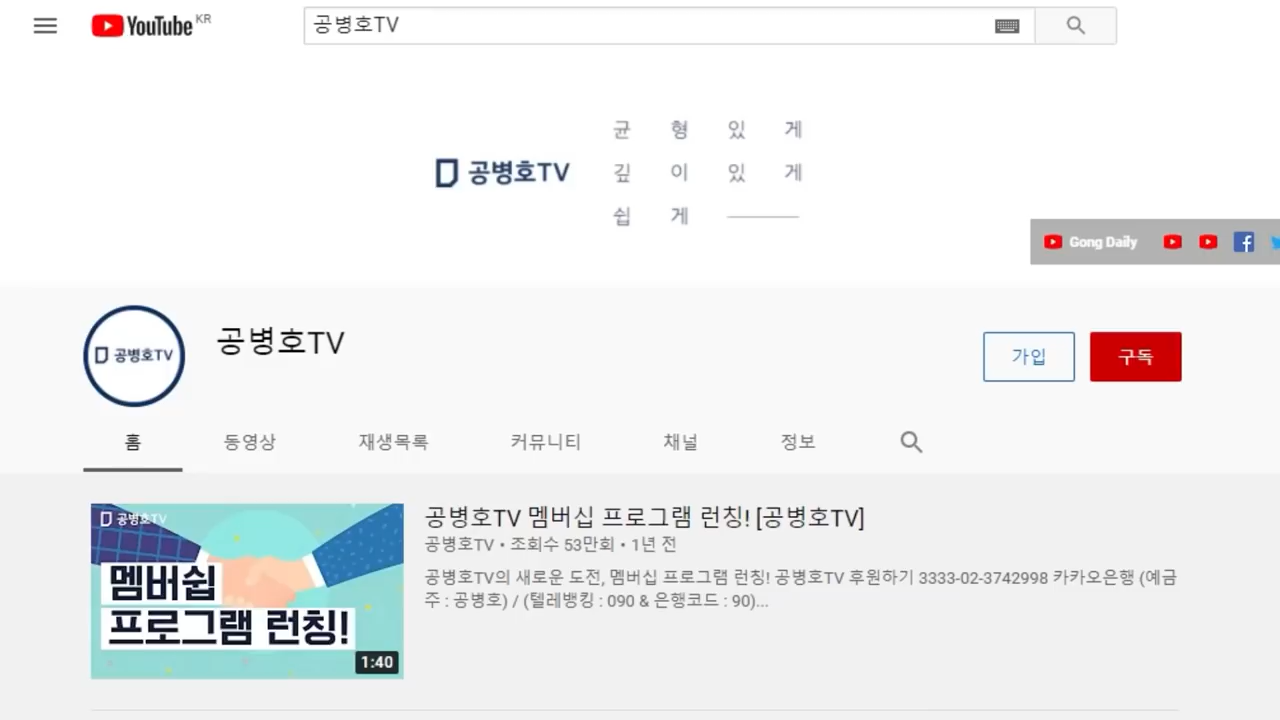 YouTube KR
공병호TV
균 형 있 게
공병호TV
깊 이 있 게
쉽 게
Gong Daily
공병호TV
공병호TV
가입
구독
홈
동영상
재생목록
커뮤니티
채널
정보
공병호TV
멤버쉽
프로그램 런칭!
1:40
공병호TV 멤버십 프로그램 런칭! [공병호TV]
공병호TV • 조회수 53만회 • 1년 전
공병호TV의 새로운 도전, 멤버십 프로그램 런칭! 공병호TV 후원하기 3333-02-3742998 카카오은행 (예금
주 : 공병호) / (텔레뱅킹 : 090 & 은행코드 : 90)...